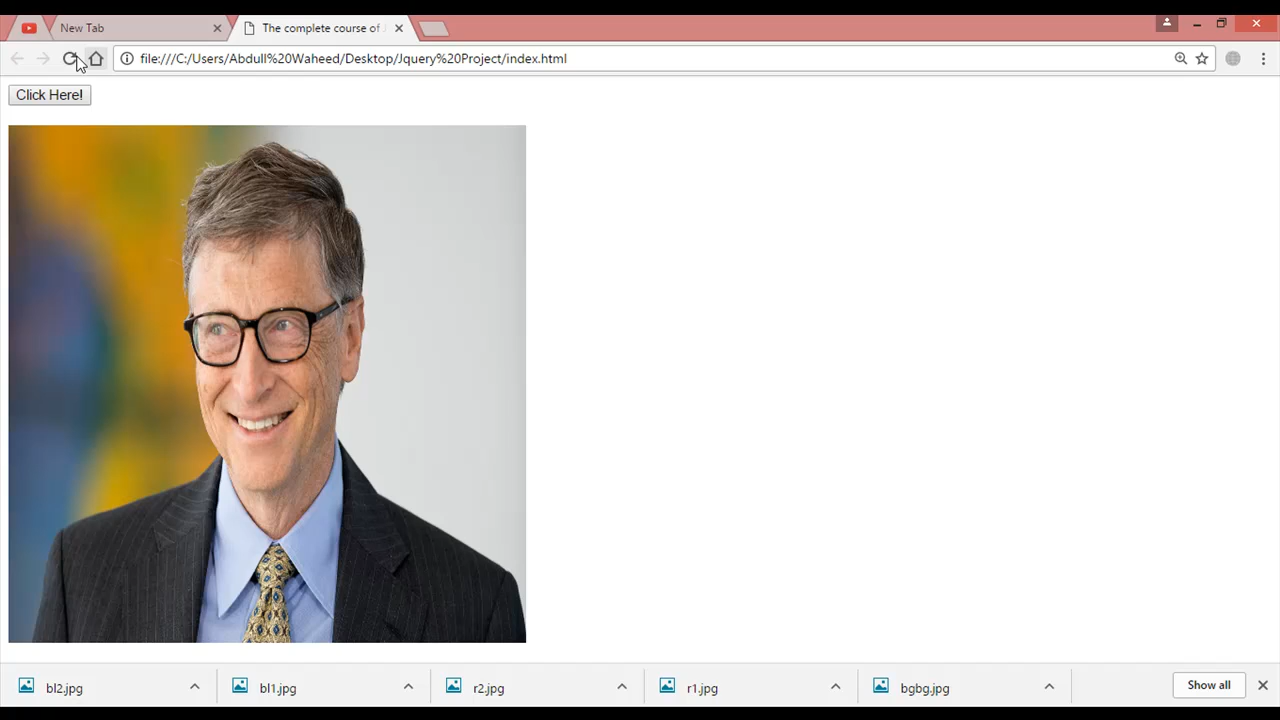 New Tab
The complete course of
file:///C:/Users/Abdull%20Waheed/Desktop/Jquery%20Project/index.html
Click Here!
bl2.jpg
bl1.jpg
r2.jpg
r1.jpg
bgbg.jpg
Show all